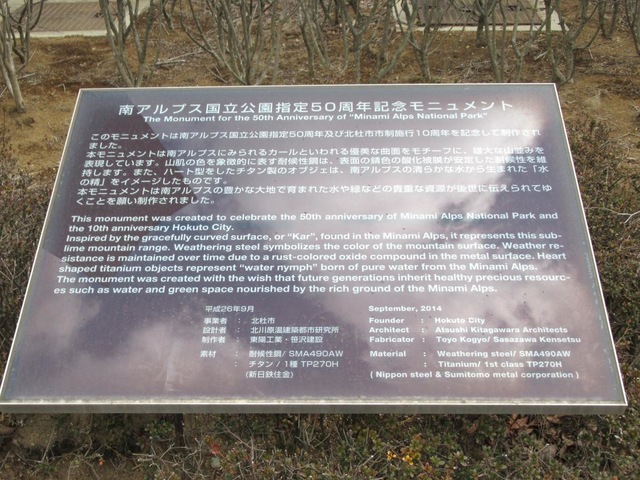 南アルプス国立公園指定50周年記念モニュメント
The Monument for the 50th Anniversary of “Minami Alps National Park”
このモニュメントは南アルプス国立公園指定50周年及び北杜市市制施行10周年を記念して制作され
ました。
本モニュメントは南アルプスにみられるカールといわれる優美な曲面をモチーフに、雄大な山並みを
表現しています。山肌の色を象徴的に表す耐候性鋼は、表面の錆色の酸化被膜が安定した耐候性を維
持します。また、ハート型をしたチタン製のオブジェは、南アルプスの清らかな水から生まれた「水
の精」をイメージしたものです。
本モニュメントは南アルプスの豊かな大地で育まれた水や緑などの貴重な資源が後世に伝えられてゆ
くことを願い制作されました。
This monument was created to celebrate the 50th anniversary of Minami Alps National Park and
the 10th anniversary Hokuto City.
Inspired by the gracefully curved surface, or “Kar”, found in the Minami Alps, it represents this sub-
lime mountain range. Weathering steel symbolizes the color of the mountain surface. Weather re-
sistance is maintained over time due to a rust-colored oxide compound in the metal surface. Heart
shaped titanium objects represent “water nymph” born of pure water from the Minami Alps.
The monument was created with the wish that future generations inherit healthy precious resourc-
es such as water and green space nourished by the rich ground of the Minami Alps.
平成26年9月
事業者 : 北杜市
設計者 : 北川原温建築都市研究所
制作者 : 東陽工業・笹沢建設
素材 : 耐候性鋼/ SMA490AW
: チタン / 1種 TP270H
(新日鉄住金)
September, 2014
Founder : Hokuto City
Architect : Atsushi Kitagawara Architects
Fabricator : Toyo Kogyo/ Sasazawa Kensetsu
Material : Weathering steel/ SMA490AW
: Titanium/ 1st class TP270H
( Nippon steel & Sumitomo metal corporation )